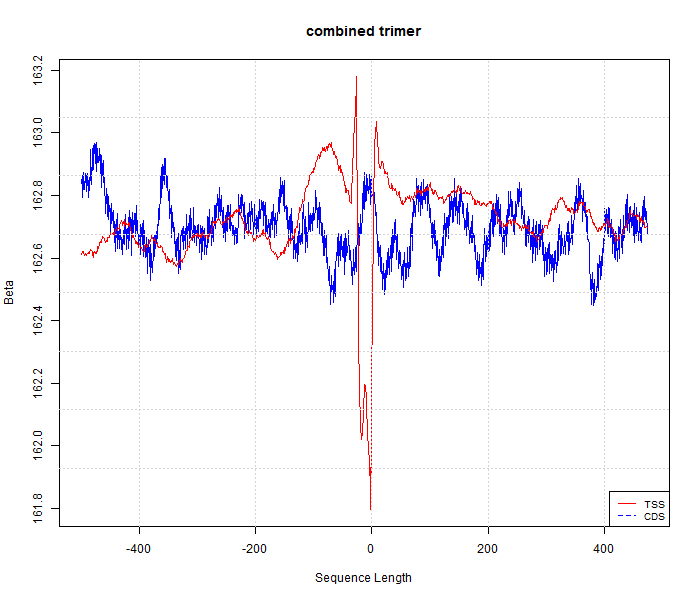 combined trimer
163.2
163.0
162.8
162.6
162.4
162.2
162.0
161.8
Beta
-400
-200
0
200
400
Sequence Length
TSS
CDS